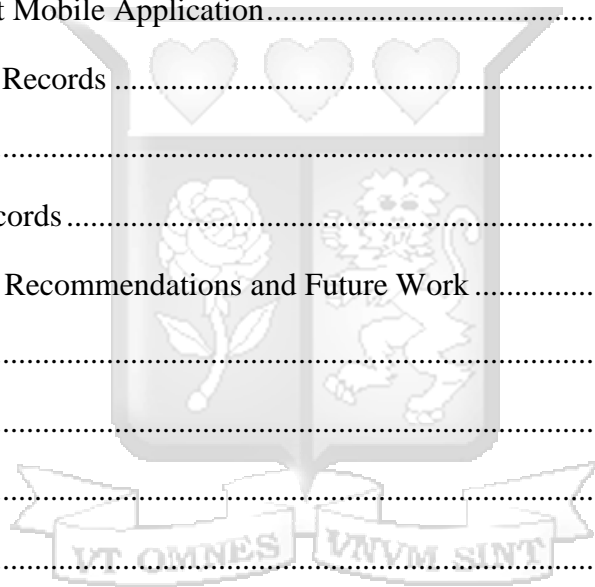 t Mobile Application..........................................
Records ............................................................
..........................................................................
cords..................................................................
Recommendations and Future Work ...............
..........................................................................
..........................................................................
..........................................................................
VT OMNES VNVM SINT
..........................................................................